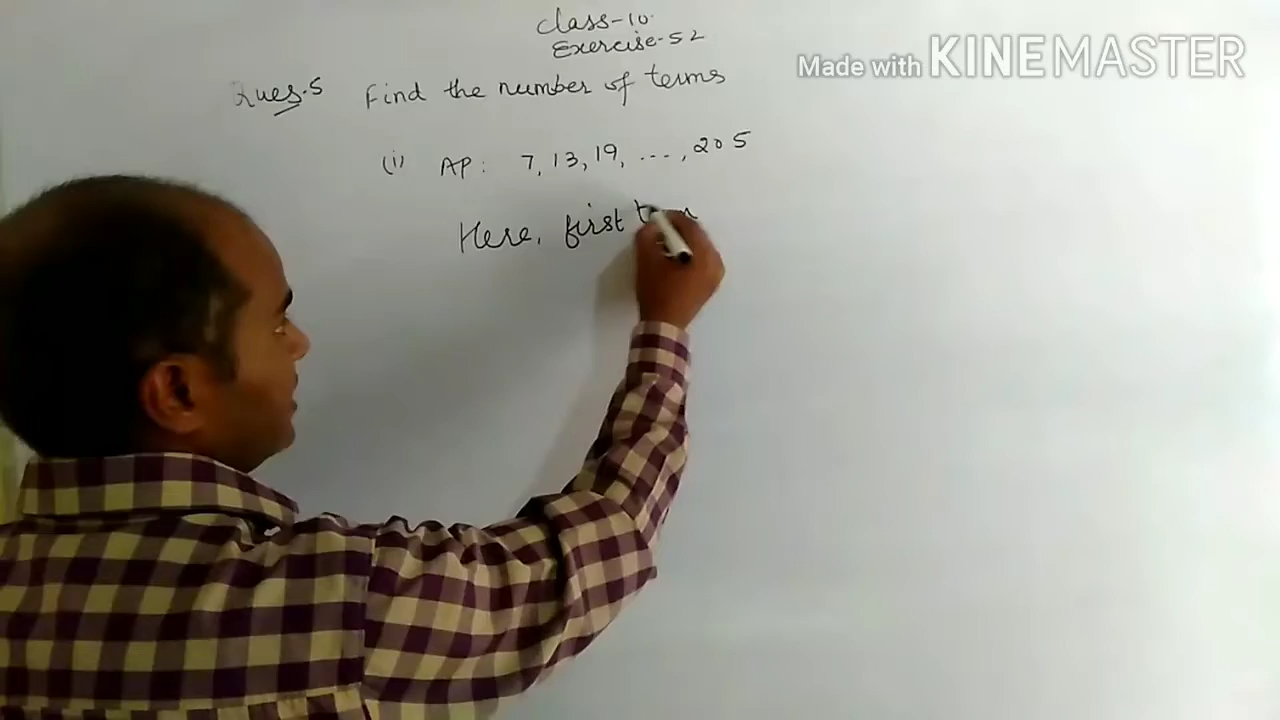 Class-10
Exercise-5.2
Made with KINEMASTER
Ques.5 Find the number of terms
(i) AP: 7, 13, 19, ..., 205
Here, first